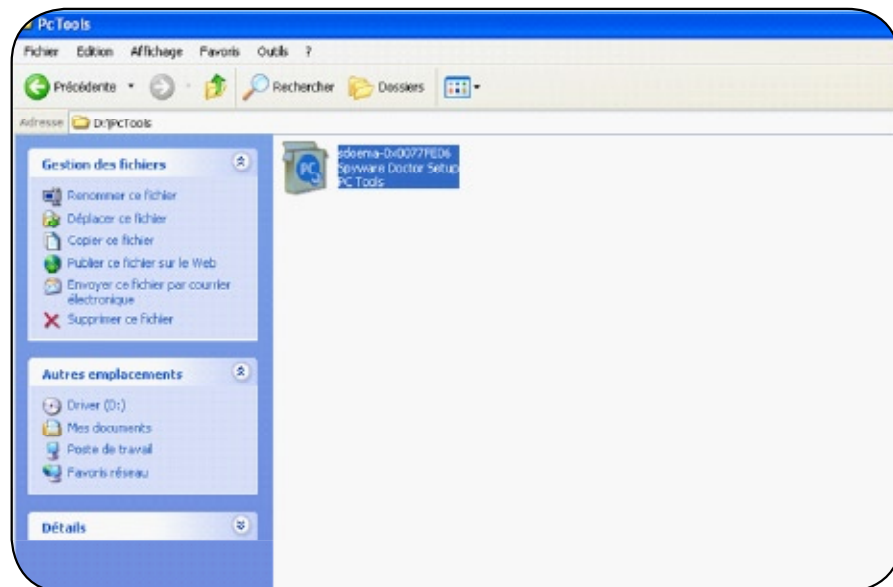 PcTools
Fichier Edition Affichage Favoris Outils ?
Précédente Rechercher Dossiers
Adresse D:\PCTools
Gestion des fichiers
Renommer ce fichier
Déplacer ce fichier
Copier ce fichier
Publier ce fichier sur le Web
Envoyer ce fichier par courrier
électronique
Supprimer ce fichier
Autres emplacements
Driver (D:)
Mes documents
Poste de travail
Favoris réseau
Détails
sdoema-0x0077FE06
Spyware Doctor Setup
PC Tools
PC